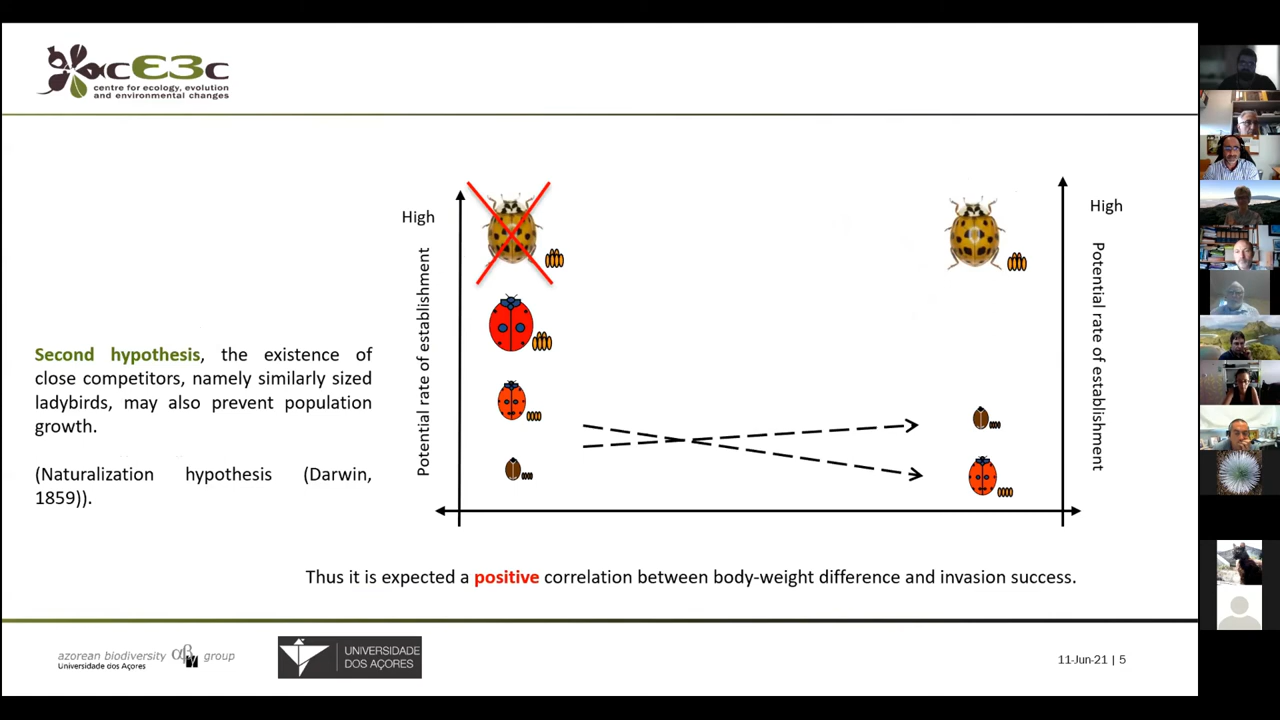 cE3c
centre for ecology, evolution
and environmental changes
High
High
Potential rate of establishment
Potential rate of establishment
Second hypothesis, the existence of
close competitors, namely similarly sized
ladybirds, may also prevent population
growth.
(Naturalization hypothesis (Darwin,
1859)).
Thus it is expected a positive correlation between body-weight difference and invasion success.
azorean biodiversity group
Universidade dos Açores
UNIVERSIDADE
DOS AÇORES
11-Jun-21 | 5